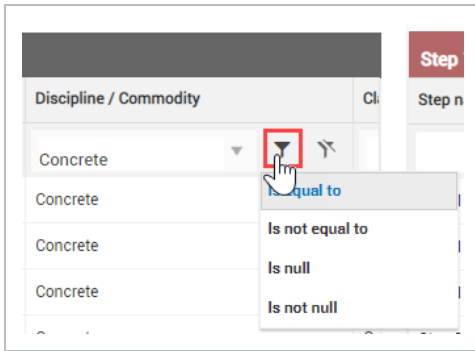 Step
Discipline / Commodity
Cl
Step n
Concrete
Is Equal to
Concrete
Is not equal to
Concrete
Is null
Concrete
Is not null